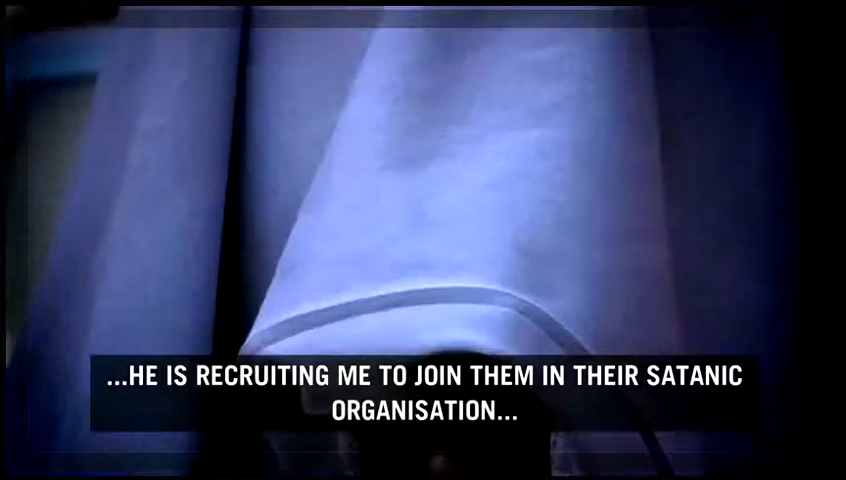 ...HE IS RECRUITING ME TO JOIN THEM IN THEIR SATANIC
ORGANISATION...